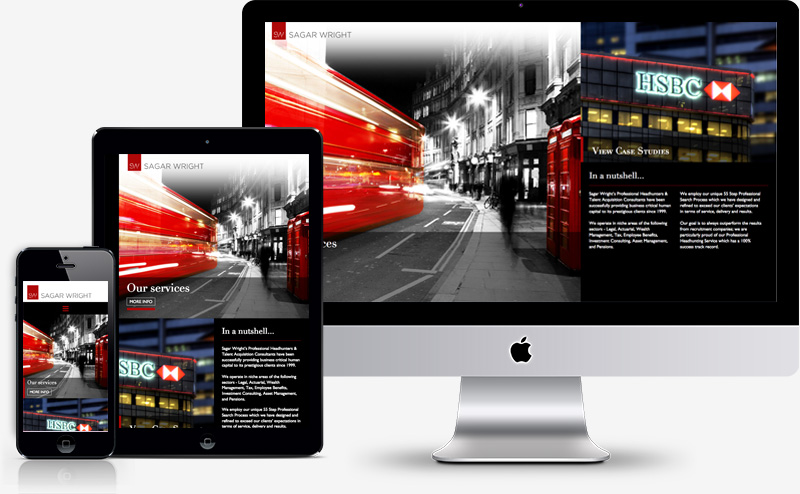 SW SAGAR WRIGHT
HSBC
VIEW CASE STUDIES
In a nutshell...
Sagar Wright's Professional Headhunters &
Talent Acquisition Consultants have been
successfully providing business critical human
capital to its prestigious clients since 1999.
We operate in niche areas of the following
sectors - Legal, Actuarial, Wealth
Management, Tax, Employee Benefits,
Investment Consulting, Asset Management,
and Pensions.
We employ our unique 55 Step Professional
Search Process which we have designed and
refined to exceed our clients' expectations
in terms of service, delivery and results.
Our goal is always outperform the results
from recruitment companies; we are
particularly proud of our Professional
Headhunting Service which has a 100%
success track record.
ices
SW SAGAR WRIGHT
Our services
MORE INFO
SBC
In a nutshell...
Sagar Wright's Professional Headhunters &
Talent Acquisition Consultants have been
successfully providing business critical human
capital to its prestigious clients since 1999.
We operate in niche areas of the following
sectors - Legal, Actuarial, Wealth
Management, Tax, Employee Benefits,
Investment Consulting, Asset Management,
and Pensions.
We employ our unique 55 Step Professional
Search Process which we have designed and
refined to exceed our clients' expectations
in terms of service, delivery and results.
SW SAGAR WRIGHT
Our services
MORE INFO
HSBC